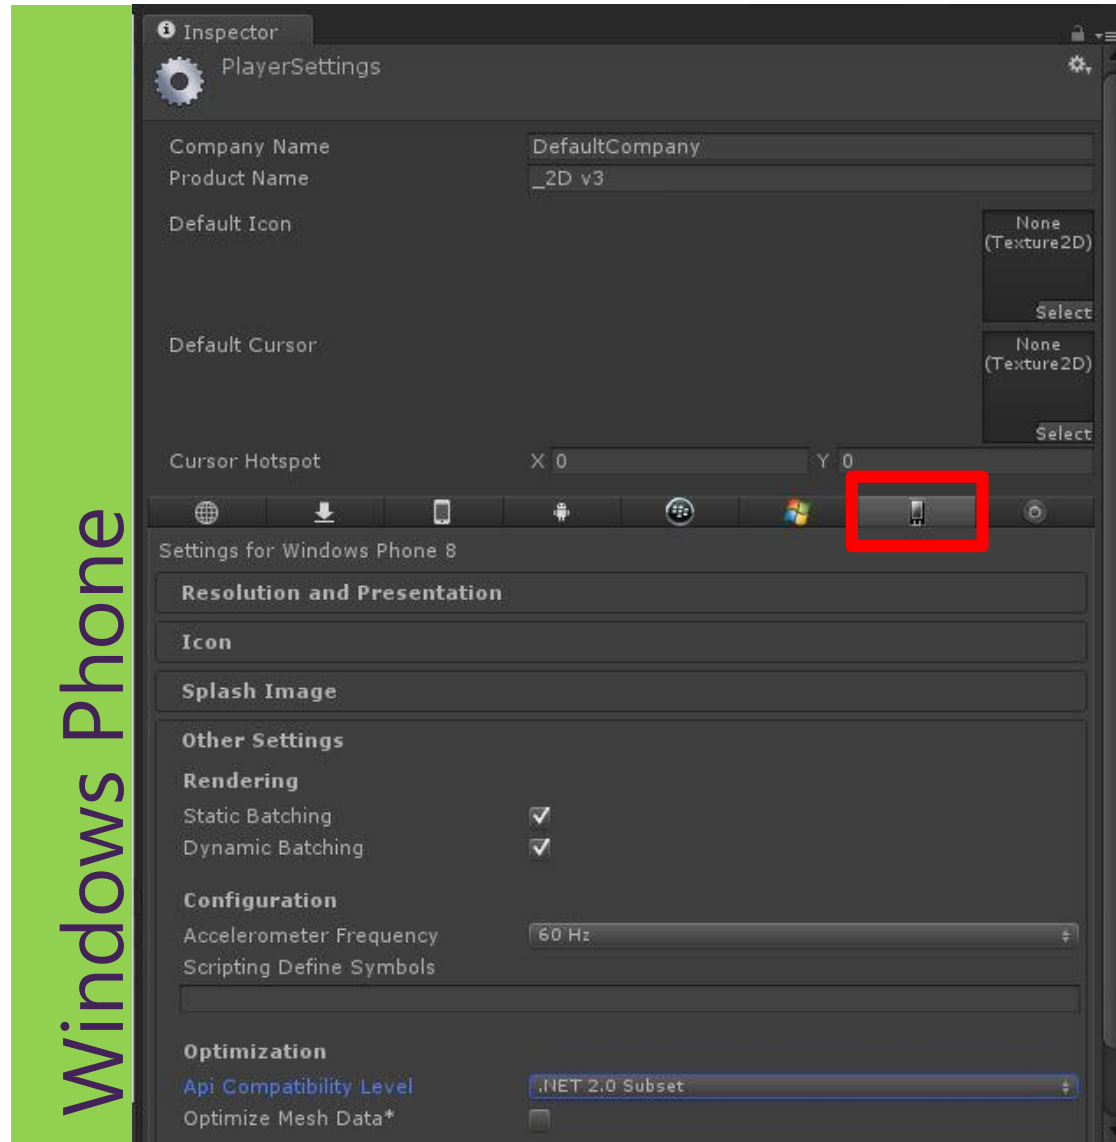 Windows Phone
Inspector
PlayerSettings
Company Name DefaultCompany
Product Name _2D v3
Default Icon
None
(Texture2D)
Select
Default Cursor
None
(Texture2D)
Select
Cursor Hotspot X 0 Y 0
Settings for Windows Phone 8
Resolution and Presentation
Icon
Splash Image
Other Settings
Rendering
Static Batching
Dynamic Batching
Configuration
Accelerometer Frequency 60 Hz
Scripting Define Symbols
Optimization
Api Compatibility Level .NET 2.0 Subset
Optimize Mesh Data*